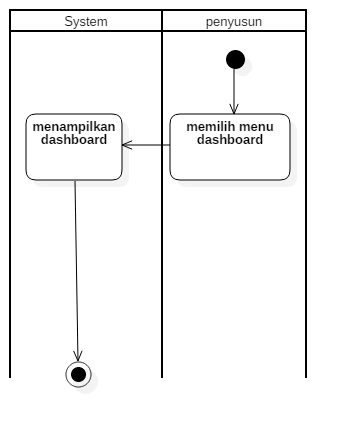 System
penyusun
menampilkan
dashboard
memilih menu
dashboard